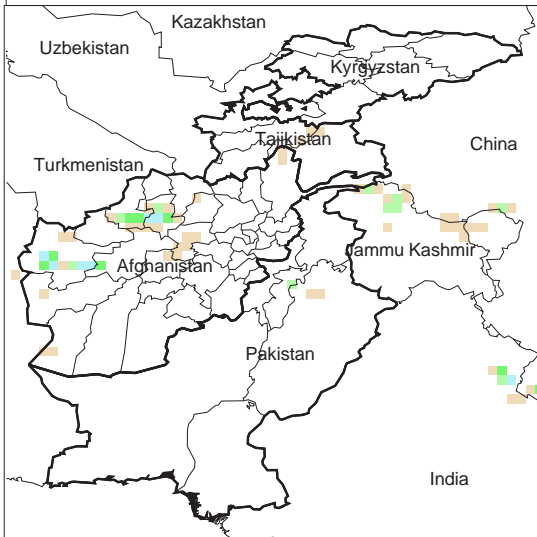 Kazakhstan
Uzbekistan
Kyrgyzstan
Tajikistan
China
Turkmenistan
Jammu Kashmir
Afghanistan
Pakistan
India